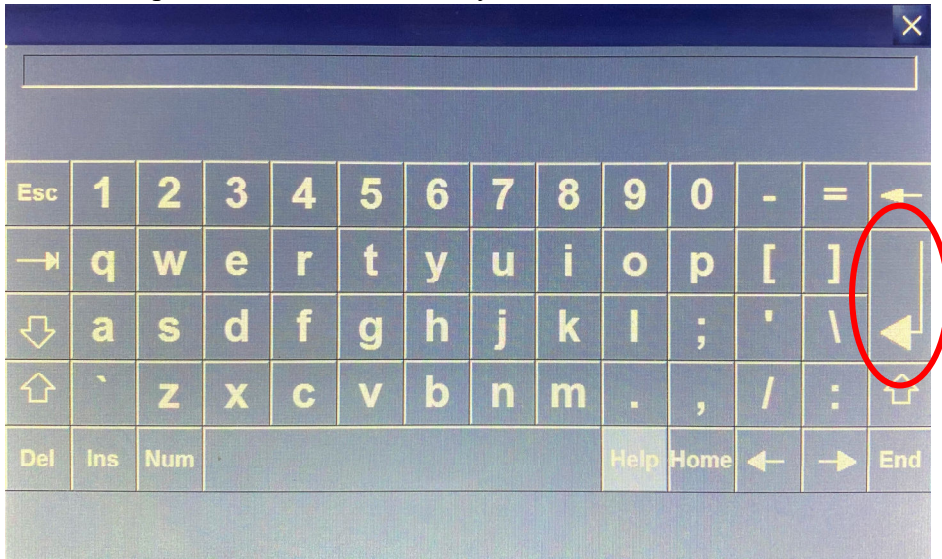 Esc 1 2 3 4 5 6 7 8 9 0 - =
q w e r t y u i o p [ ]
a s d f g h j k l ; ' \
` z x c v b n m . , / :
Del Ins Num Help Home End